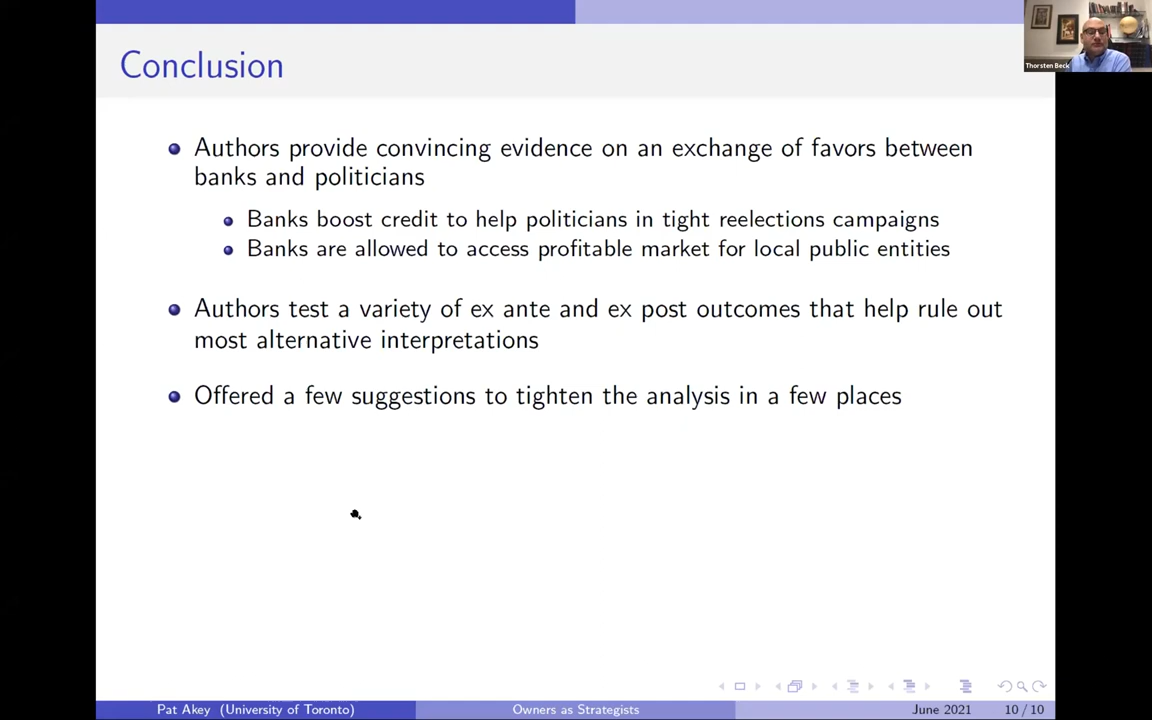 Conclusion
Thorsten Beck
Authors provide convincing evidence on an exchange of favors between
banks and politicians
Banks boost credit to help politicians in tight reelections campaigns
Banks are allowed to access profitable market for local public entities
Authors test a variety of ex ante and ex post outcomes that help rule out
most alternative interpretations
Offered a few suggestions to tighten the analysis in a few places
Pat Akey (University of Toronto)
Owners as Strategists
June 2021
10 / 10